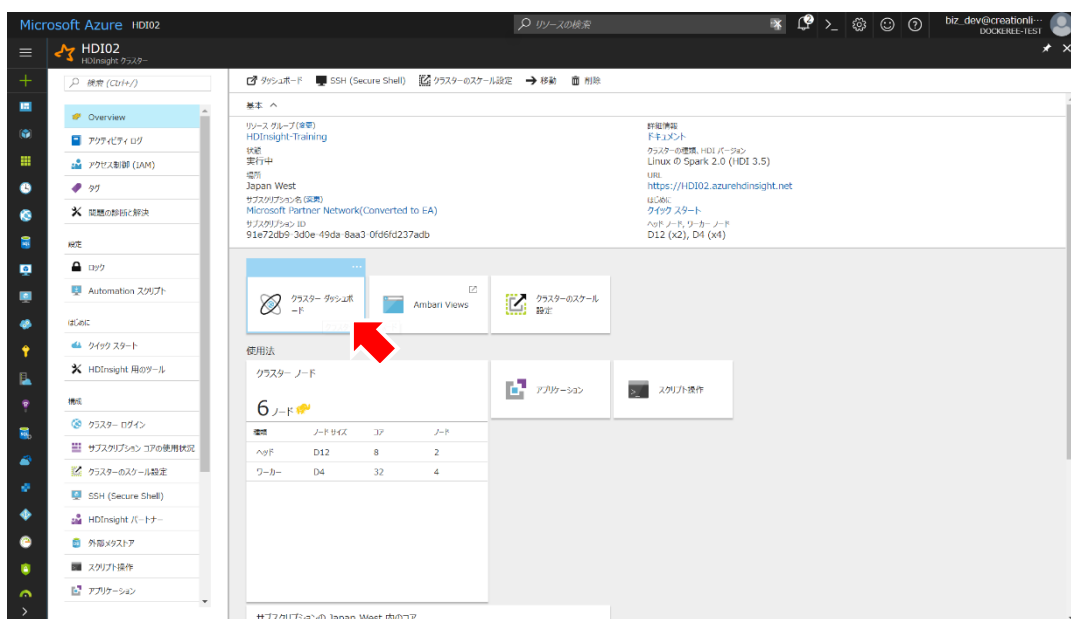 Microsoft Azure HDI02
リソースの検索
2
biz_dev@creationli…
DOCKEREE-TEST
HDI02
HDInsight クラスター
検索 (Ctrl+/)
Overview
アクティビティ ログ
アクセス制御 (IAM)
タグ
問題の診断と解決
設定
ロック
Automation スクリプト
はじめに
クイック スタート
HDInsight 用のツール
構成
クラスター ログイン
サブスクリプション コアの使用状況
クラスターのスケール設定
SSH (Secure Shell)
HDInsight パートナー
外部メタストア
スクリプト操作
アプリケーション
ダッシュボード SSH (Secure Shell) クラスターのスケール設定 移動 削除
基本
リソース グループ (変更)
HDInsight-Training
状態
実行中
場所
Japan West
サブスクリプション名 (変更)
Microsoft Partner Network(Converted to EA)
サブスクリプション ID
91e72db9-3d0e-49da-8aa3-0fd6fd237adb
詳細情報
ドキュメント
クラスターの種類、HDI バージョン
Linux の Spark 2.0 (HDI 3.5)
URL
https://HDI02.azurehdinsight.net
はじめに
クイック スタート
ヘッド ノード、ワーカー ノード
D12 (x2), D4 (x4)
クラスター ダッシュボ
ード
Ambari Views
クラスターのスケール
設定
使用法
クラスター ノード
6 ノード
種類 ノード サイズ コア ノード
ヘッド D12 8 2
ワーカー D4 32 4
アプリケーション
スクリプト操作
サブスクリプションの Japan West 内のコア